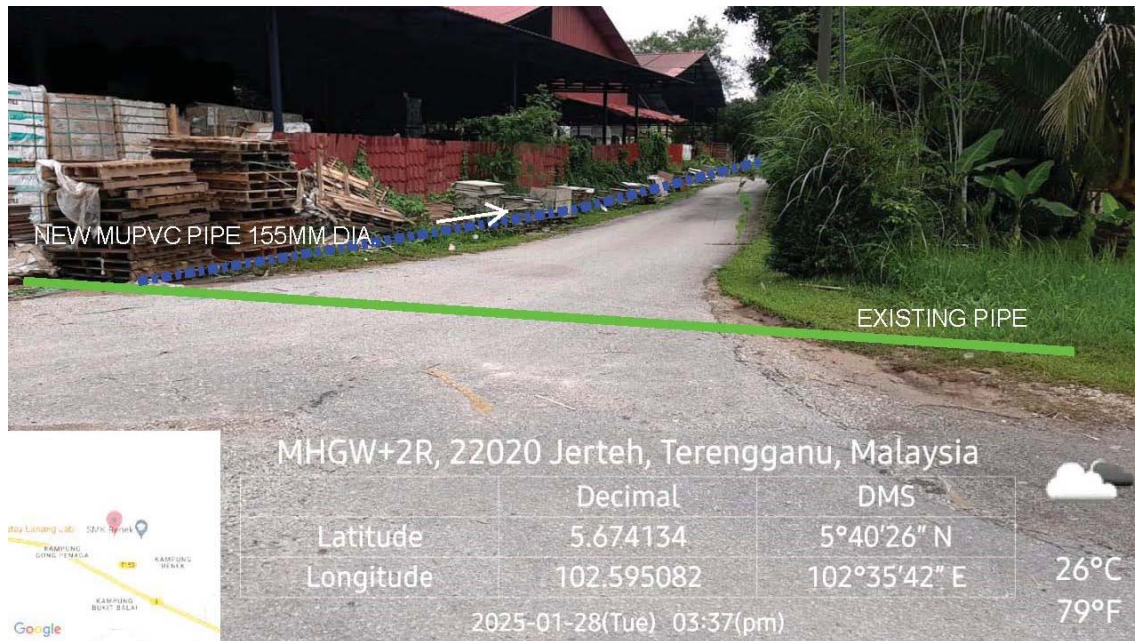 NEW MUPVC PIPE 155MM DIA
EXISTING PIPE
MHGW+2R, 22020 Jerteh, Terengganu, Malaysia
Decimal DMS
Latitude 5.674134 5°40'26" N
Longitude 102.595082 102°35'42" E
26°C
79°F
2025-01-28(Tue) 03:37(pm)
SMK Renek
KAMPUNG
GONG PENAGA
KAMPUNG
RENEK
KAMPUNG
BUKIT BALAI
Google